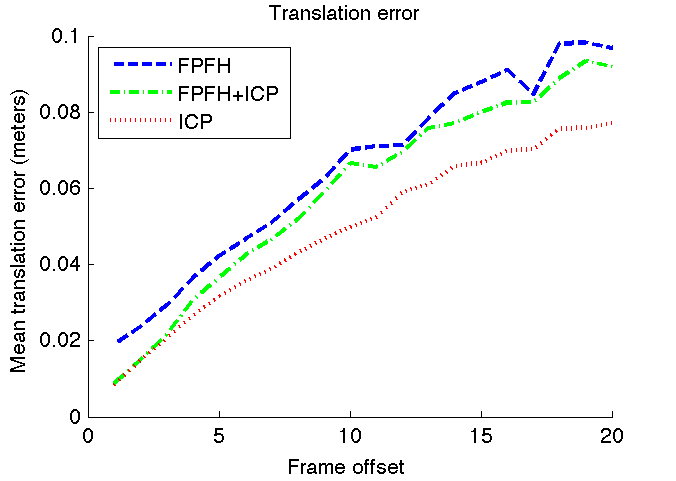 Translation error
0.1
0.08
0.06
0.04
0.02
0
Mean translation error (meters)
FPFH
FPFH+ICP
ICP
0 5 10 15 20
Frame offset